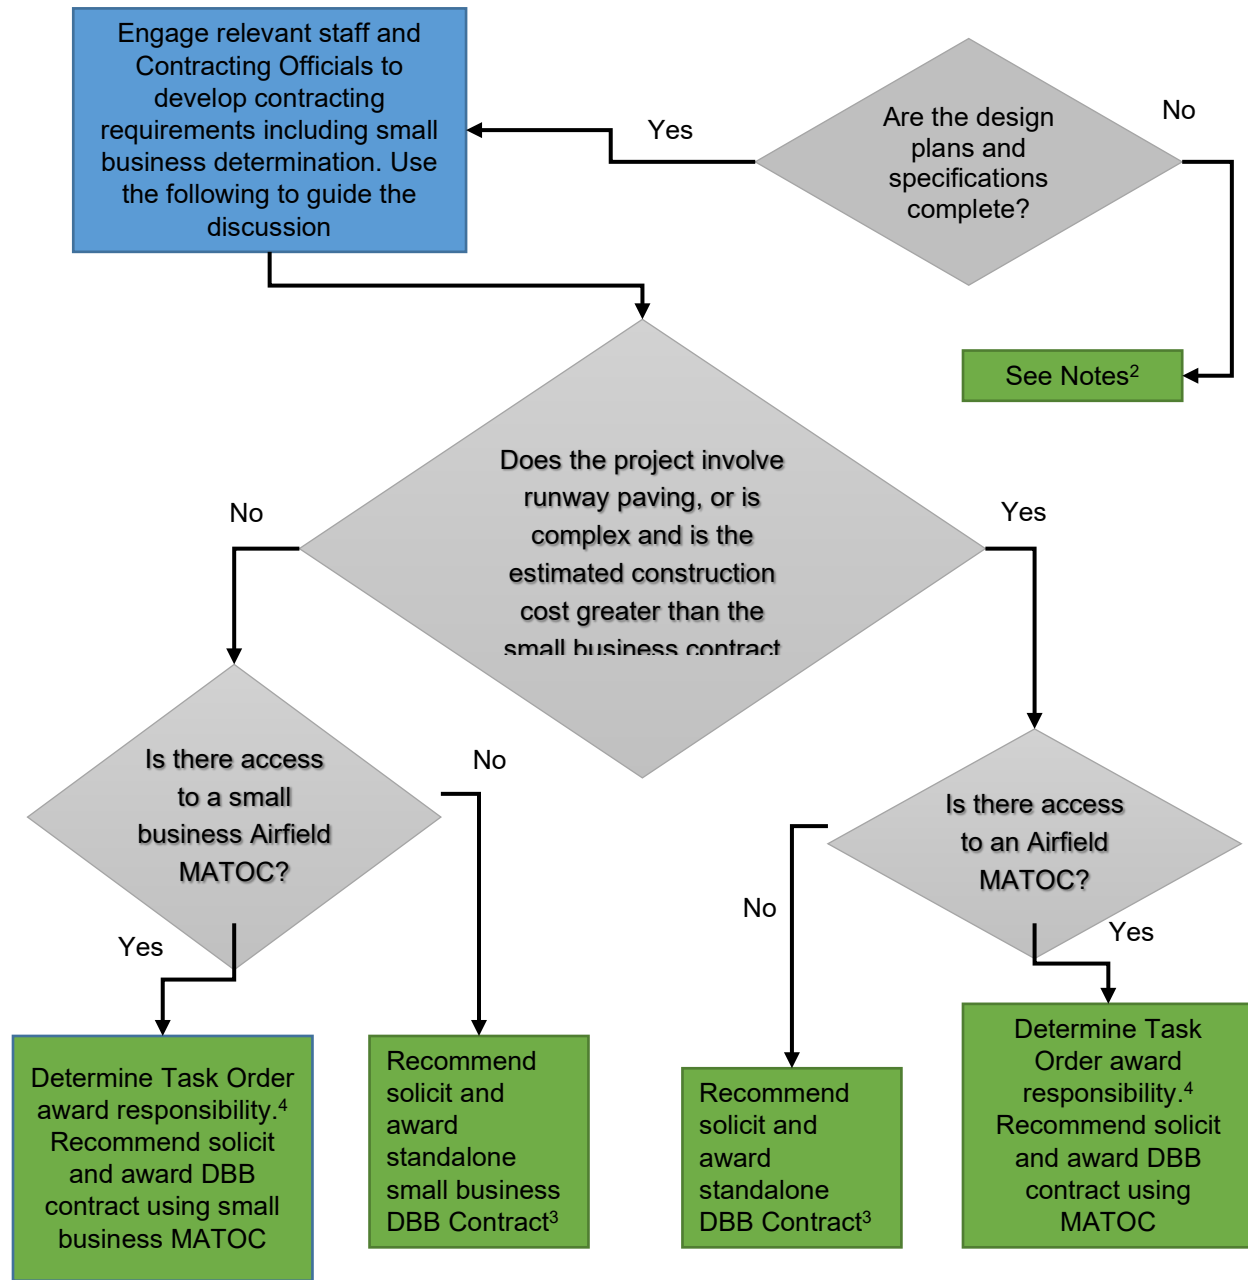 Engage relevant staff and
Contracting Officials to
develop contracting
requirements including small
business determination. Use
the following to guide the
discussion
Yes
Are the design
plans and
specifications
complete?
No
See Notes²
Does the project involve
runway paving, or is
complex and is the
estimated construction
cost greater than the
small business contract
No
Yes
Is there access
to a small
business Airfield
MATOC?
No
Yes
Is there access
to an Airfield
MATOC?
No
Yes
Determine Task Order
award responsibility.⁴
Recommend solicit
and award DBB
contract using small
business MATOC
Recommend
solicit and
award
standalone
small business
DBB Contract³
Recommend
solicit and
award
standalone
DBB Contract³
Determine Task
Order award
responsibility.⁴
Recommend solicit
and award DBB
contract using
MATOC